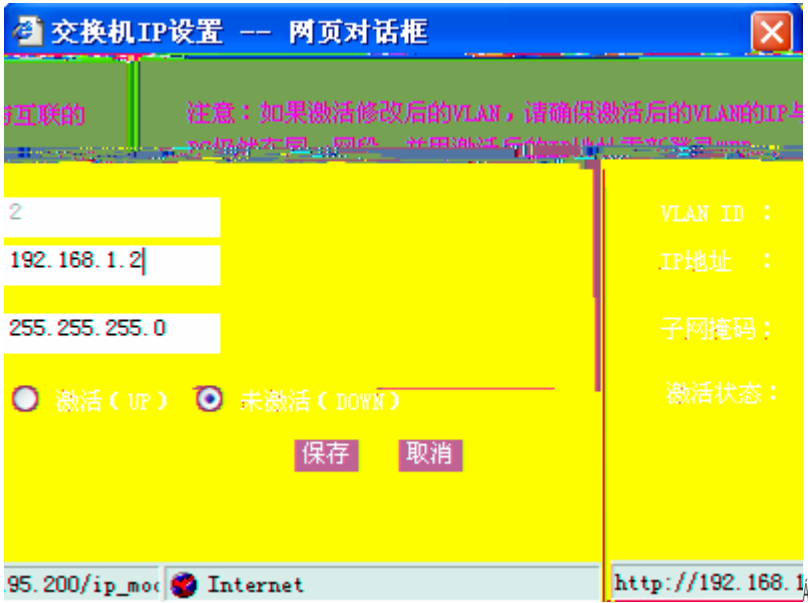 交换机IP设置 -- 网页对话框
互联的
注意：如果激活修改后的VLAN，请确保激活后的VLAN的IP与
2
VLAN ID ：
192.168.1.2
IP地址 ：
255.255.255.0
子网掩码：
激活（UP） 未激活（DOWN）
激活状态：
保存 取消
95.200/ip_mod Internet
http://192.168.1